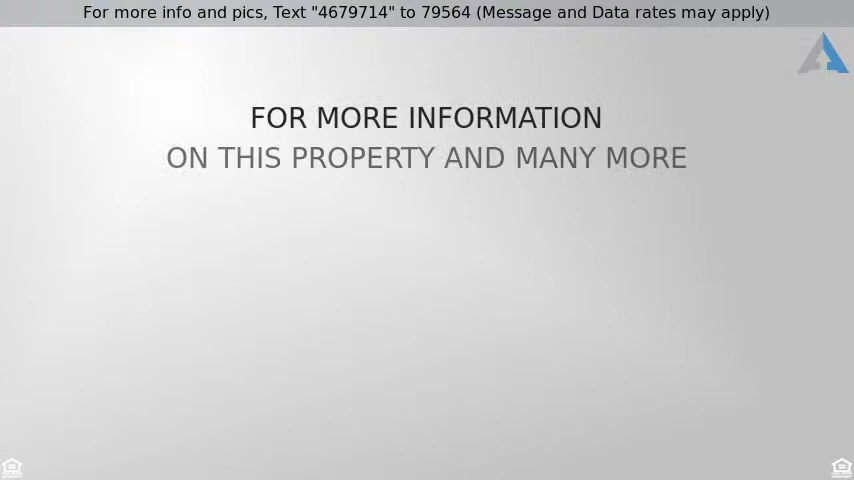 For more info and pics, Text "4679714" to 79564 (Message and Data rates may apply)
FOR MORE INFORMATION
ON THIS PROPERTY AND MANY MORE